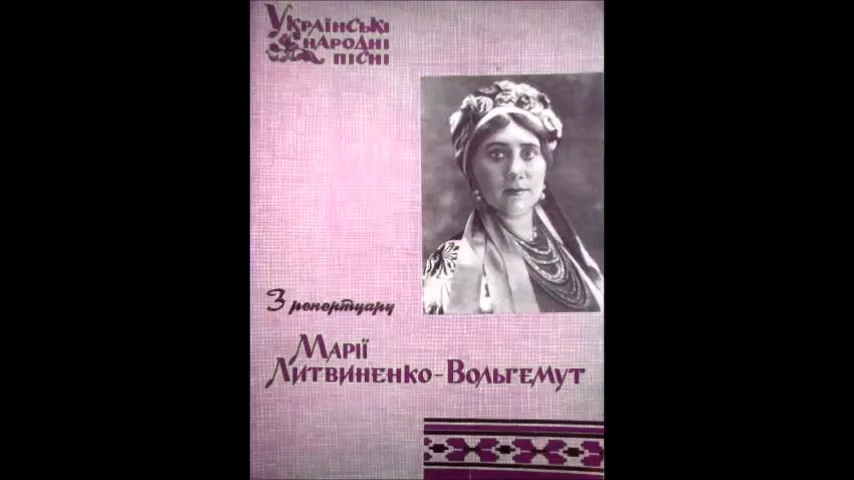 Українські
народні
пісні
З репертуару
Марії
Литвиненко-Вольгемут